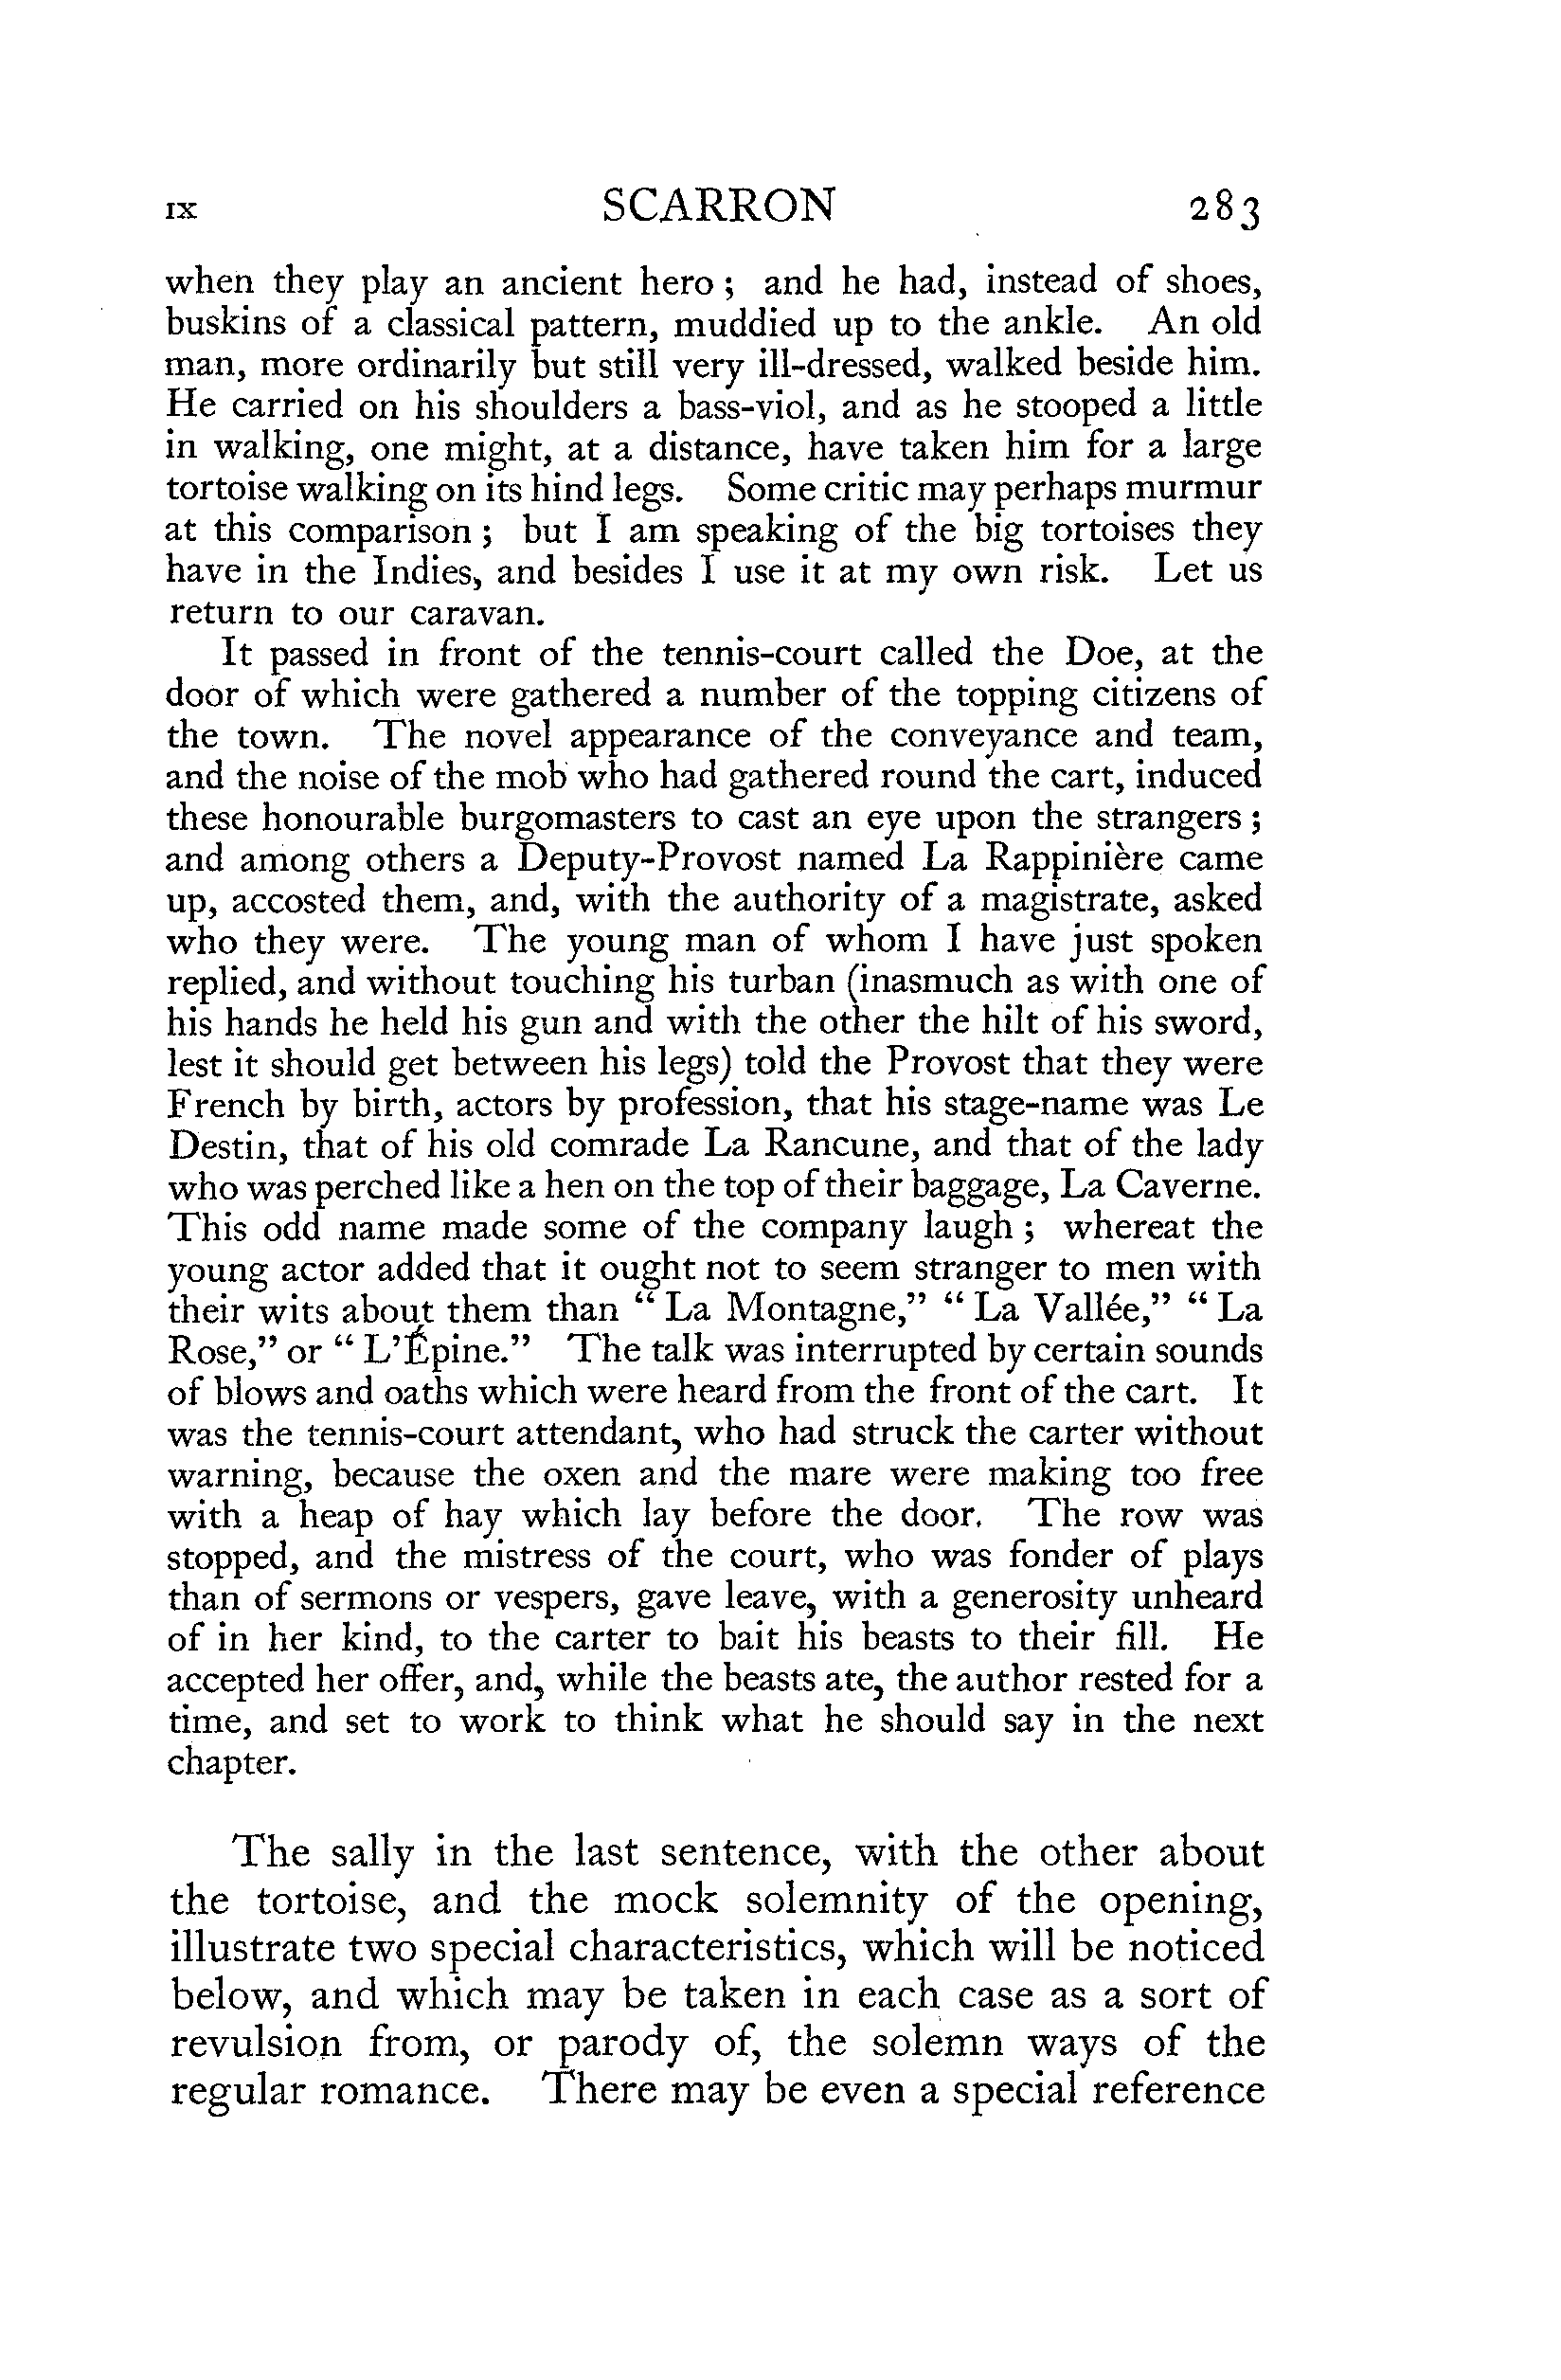 IX SCARRON 283
when they play an ancient hero ; and he had, instead of shoes,
buskins of a classical pattern, muddied up to the ankle. An old
man, more ordinarily but still very ill-dressed, walked beside him.
He carried on his shoulders a bass-viol, and as he stooped a little
in walking, one might, at a distance, have taken him for a large
tortoise walking on its hind legs. Some critic may perhaps murmur
at this comparison ; but I am speaking of the big tortoises they
have in the Indies, and besides I use it at my own risk. Let us
return to our caravan.
It passed in front of the tennis-court called the Doe, at the
door of which were gathered a number of the topping citizens of
the town. The novel appearance of the conveyance and team,
and the noise of the mob who had gathered round the cart, induced
these honourable burgomasters to cast an eye upon the strangers ;
and among others a Deputy-Provost named La Rappinière came
up, accosted them, and, with the authority of a magistrate, asked
who they were. The young man of whom I have just spoken
replied, and without touching his turban (inasmuch as with one of
his hands he held his gun and with the other the hilt of his sword,
lest it should get between his legs) told the Provost that they were
French by birth, actors by profession, that his stage-name was Le
Destin, that of his old comrade La Rancune, and that of the lady
who was perched like a hen on the top of their baggage, La Caverne.
This odd name made some of the company laugh ; whereat the
young actor added that it ought not to seem stranger to men with
their wits about them than “ La Montagne,” “ La Vallée,” “ La
Rose,” or “ L’Épine.” The talk was interrupted by certain sounds
of blows and oaths which were heard from the front of the cart. It
was the tennis-court attendant, who had struck the carter without
warning, because the oxen and the mare were making too free
with a heap of hay which lay before the door. The row was
stopped, and the mistress of the court, who was fonder of plays
than of sermons or vespers, gave leave, with a generosity unheard
of in her kind, to the carter to bait his beasts to their fill. He
accepted her offer, and, while the beasts ate, the author rested for a
time, and set to work to think what he should say in the next
chapter.
The sally in the last sentence, with the other about
the tortoise, and the mock solemnity of the opening,
illustrate two special characteristics, which will be noticed
below, and which may be taken in each case as a sort of
revulsion from, or parody of, the solemn ways of the
regular romance. There may be even a special reference